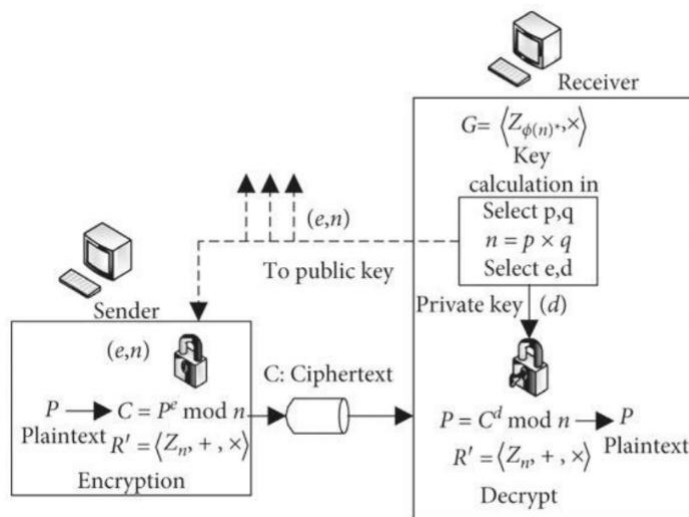 Receiver
G= ⟨Z_{ϕ(n)*},×⟩
Key
calculation in
Select p,q
n = p × q
Select e,d
(e,n)
To public key
Private key (d)
Sender
(e,n)
C: Ciphertext
P → C = P^e mod n
Plaintext R′ = ⟨Z_n, + , ×⟩
Encryption
P = C^d mod n → P
R′ = ⟨Z_n, + , ×⟩ Plaintext
Decrypt